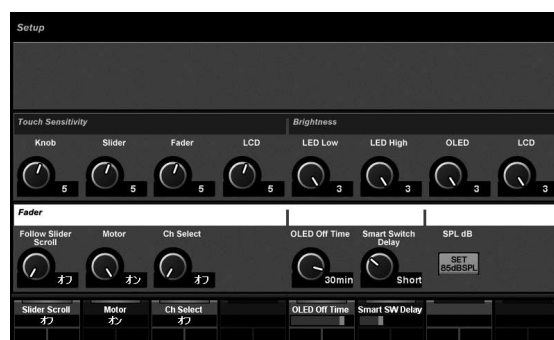 Setup
Touch Sensitivity Brightness
Knob Slider Fader LCD LED Low LED High OLED LCD
5 5 5 5 3 3 3 3
Fader
Follow Slider Scroll Motor Ch Select OLED Off Time Smart Switch Delay SPL dB
オフ オン オフ 30min Short SET 85dBSPL
Slider Scroll Motor Ch Select OLED Off Time Smart SW Delay
オフ オン オフ